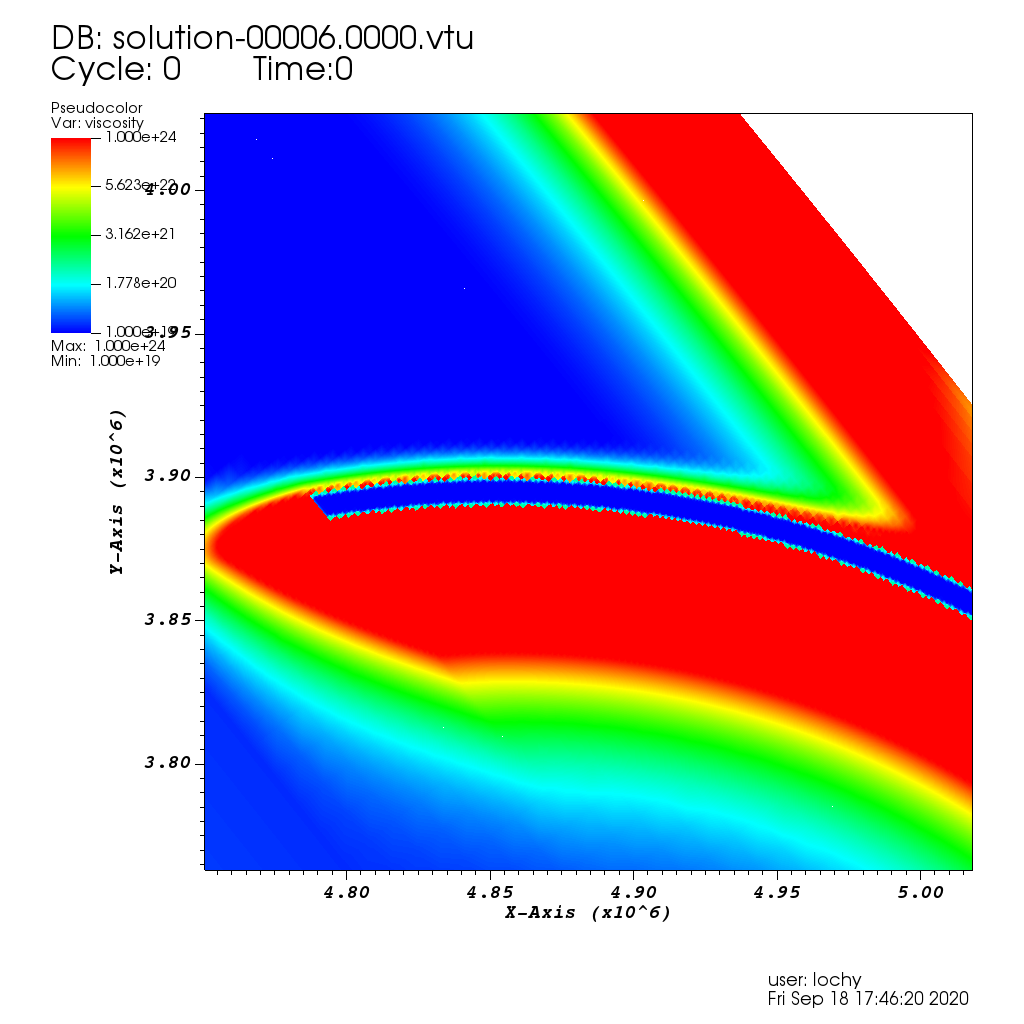 DB: solution-00006.0000.vtu
Cycle: 0 Time:0
Pseudocolor
Var: viscosity
1.000e+24
5.623e+22
3.162e+21
1.778e+20
1.000e+19
Max: 1.000e+24
Min: 1.000e+19
4.00
3.95
3.90
3.85
3.80
Y-Axis (x10^6)
4.80 4.85 4.90 4.95 5.00
X-Axis (x10^6)
user: lochy
Fri Sep 18 17:46:20 2020